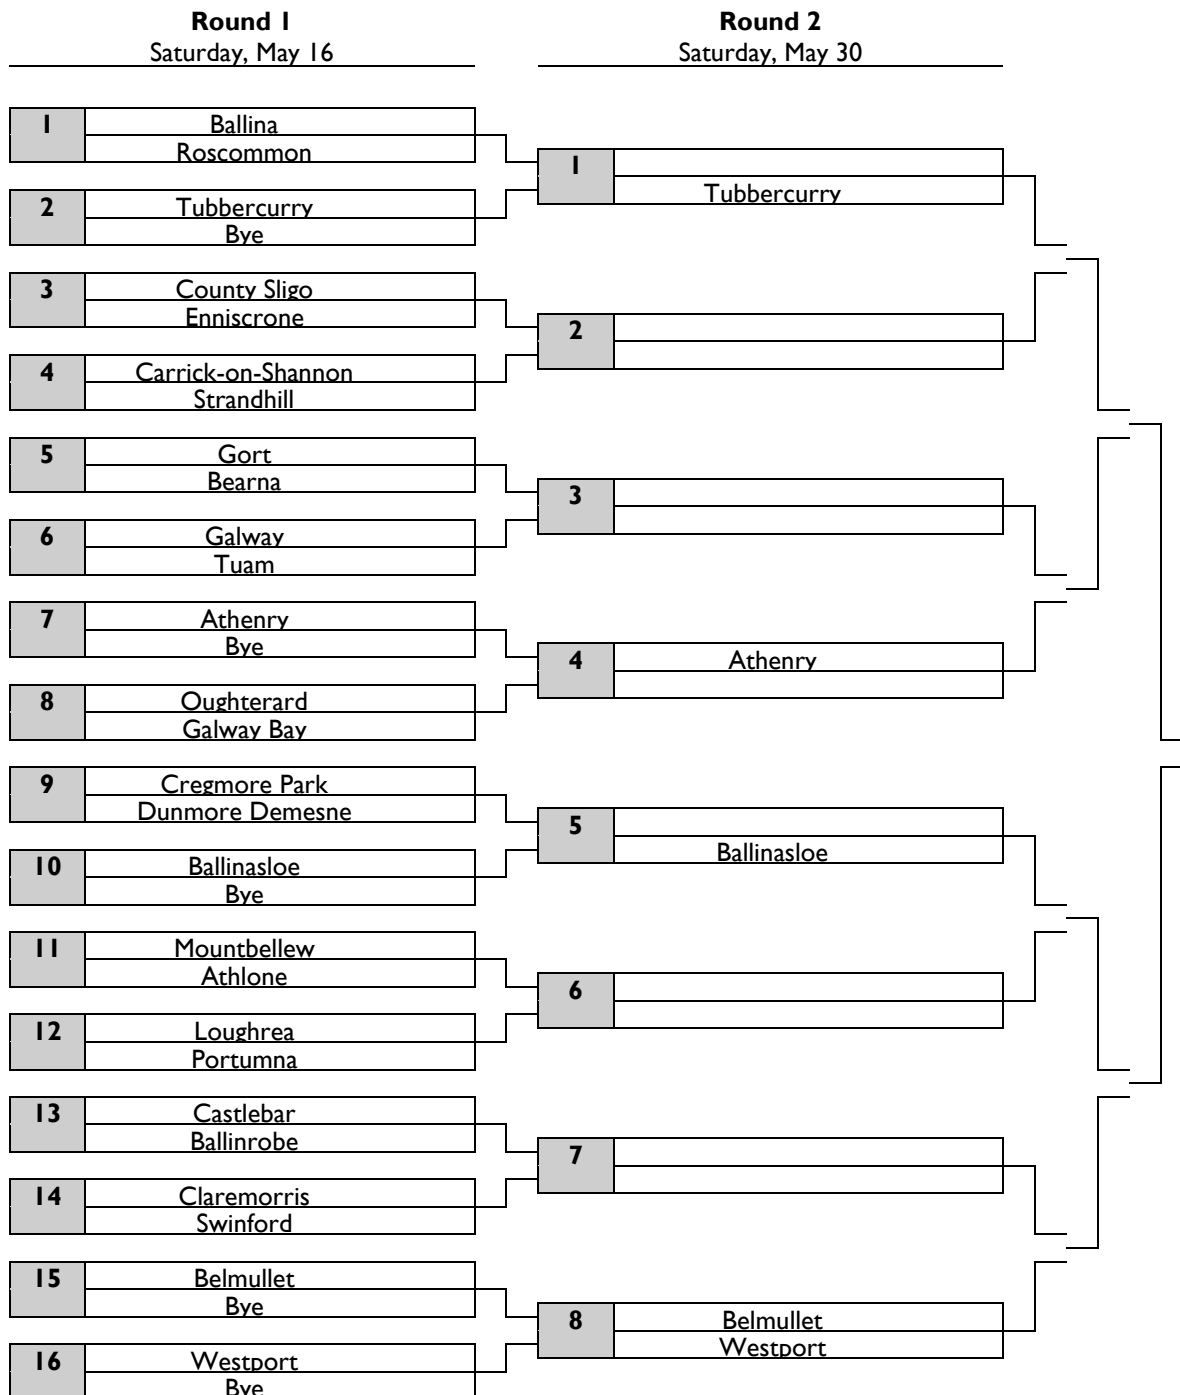 Round 1
Saturday, May 16
Round 2
Saturday, May 30
1
Ballina
Roscommon
2
Tubbercurry
Bye
3
County Sligo
Enniscrone
4
Carrick-on-Shannon
Strandhill
5
Gort
Bearna
6
Galway
Tuam
7
Athenry
Bye
8
Oughterard
Galway Bay
9
Cregmore Park
Dunmore Demesne
10
Ballinasloe
Bye
11
Mountbellew
Athlone
12
Loughrea
Portumna
13
Castlebar
Ballinrobe
14
Claremorris
Swinford
15
Belmullet
Bye
16
Westport
Bye
1
Tubbercurry
2
3
4
Athenry
5
Ballinasloe
6
7
8
Belmullet
Westport